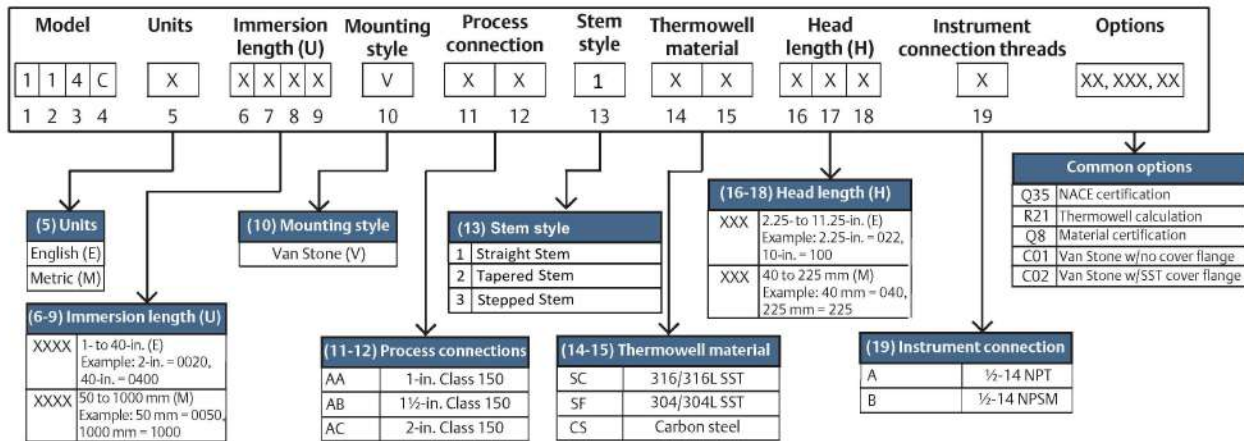 Model Units Immersion length (U) Mounting style Process connection Stem style Thermowell material Head length (H) Instrument connection threads Options
1 1 4 C X X X X X V X X 1 X X X X X X XX, XXX, XX
1 2 3 4 5 6 7 8 9 10 11 12 13 14 15 16 17 18 19
(5) Units
English (E)
Metric (M)
(6-9) Immersion length (U)
XXXX 1- to 40-in. (E)
Example: 2-in. = 0020,
40-in. = 0400
XXXX 50 to 1000 mm (M)
Example: 50 mm = 0050,
1000 mm = 1000
(10) Mounting style
Van Stone (V)
(11-12) Process connections
AA 1-in. Class 150
AB 1½-in. Class 150
AC 2-in. Class 150
(13) Stem style
1 Straight Stem
2 Tapered Stem
3 Stepped Stem
(14-15) Thermowell material
SC 316/316L SST
SF 304/304L SST
CS Carbon steel
(16-18) Head length (H)
XXX 2.25- to 11.25-in. (E)
Example: 2.25-in. = 022,
10-in. = 100
XXX 40 to 225 mm (M)
Example: 40 mm = 040,
225 mm = 225
(19) Instrument connection
A ½-14 NPT
B ½-14 NPSM
Common options
Q35 NACE certification
R21 Thermowell calculation
Q8 Material certification
C01 Van Stone w/no cover flange
C02 Van Stone w/SST cover flange